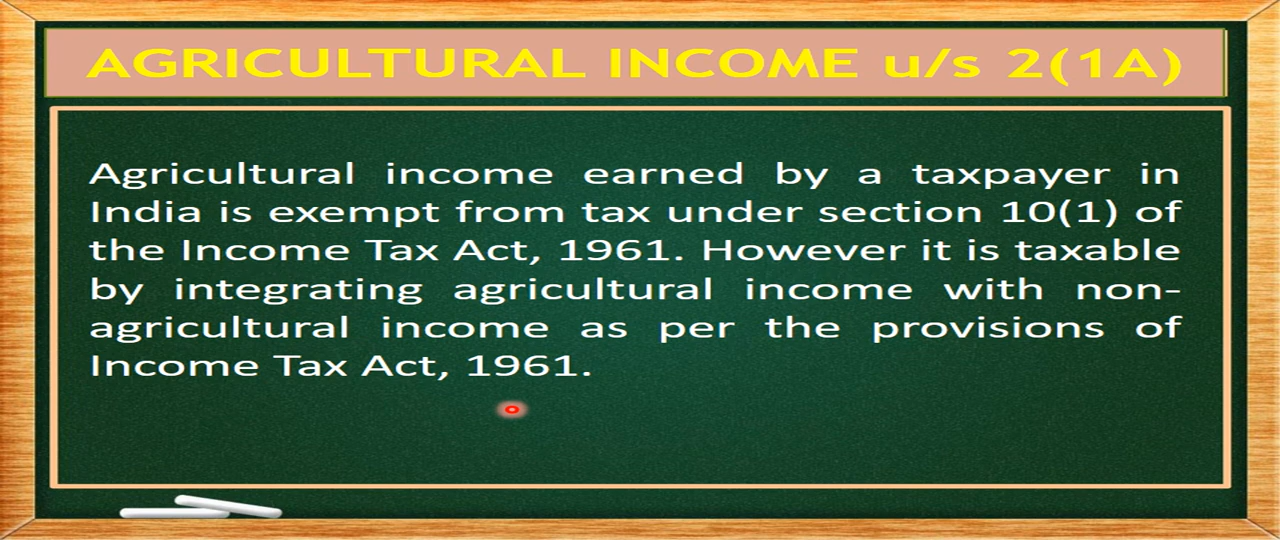 AGRICULTURAL INCOME u/s 2(1A)
Agricultural income earned by a taxpayer in
India is exempt from tax under section 10(1) of
the Income Tax Act, 1961. However it is taxable
by integrating agricultural income with non-
agricultural income as per the provisions of
Income Tax Act, 1961.